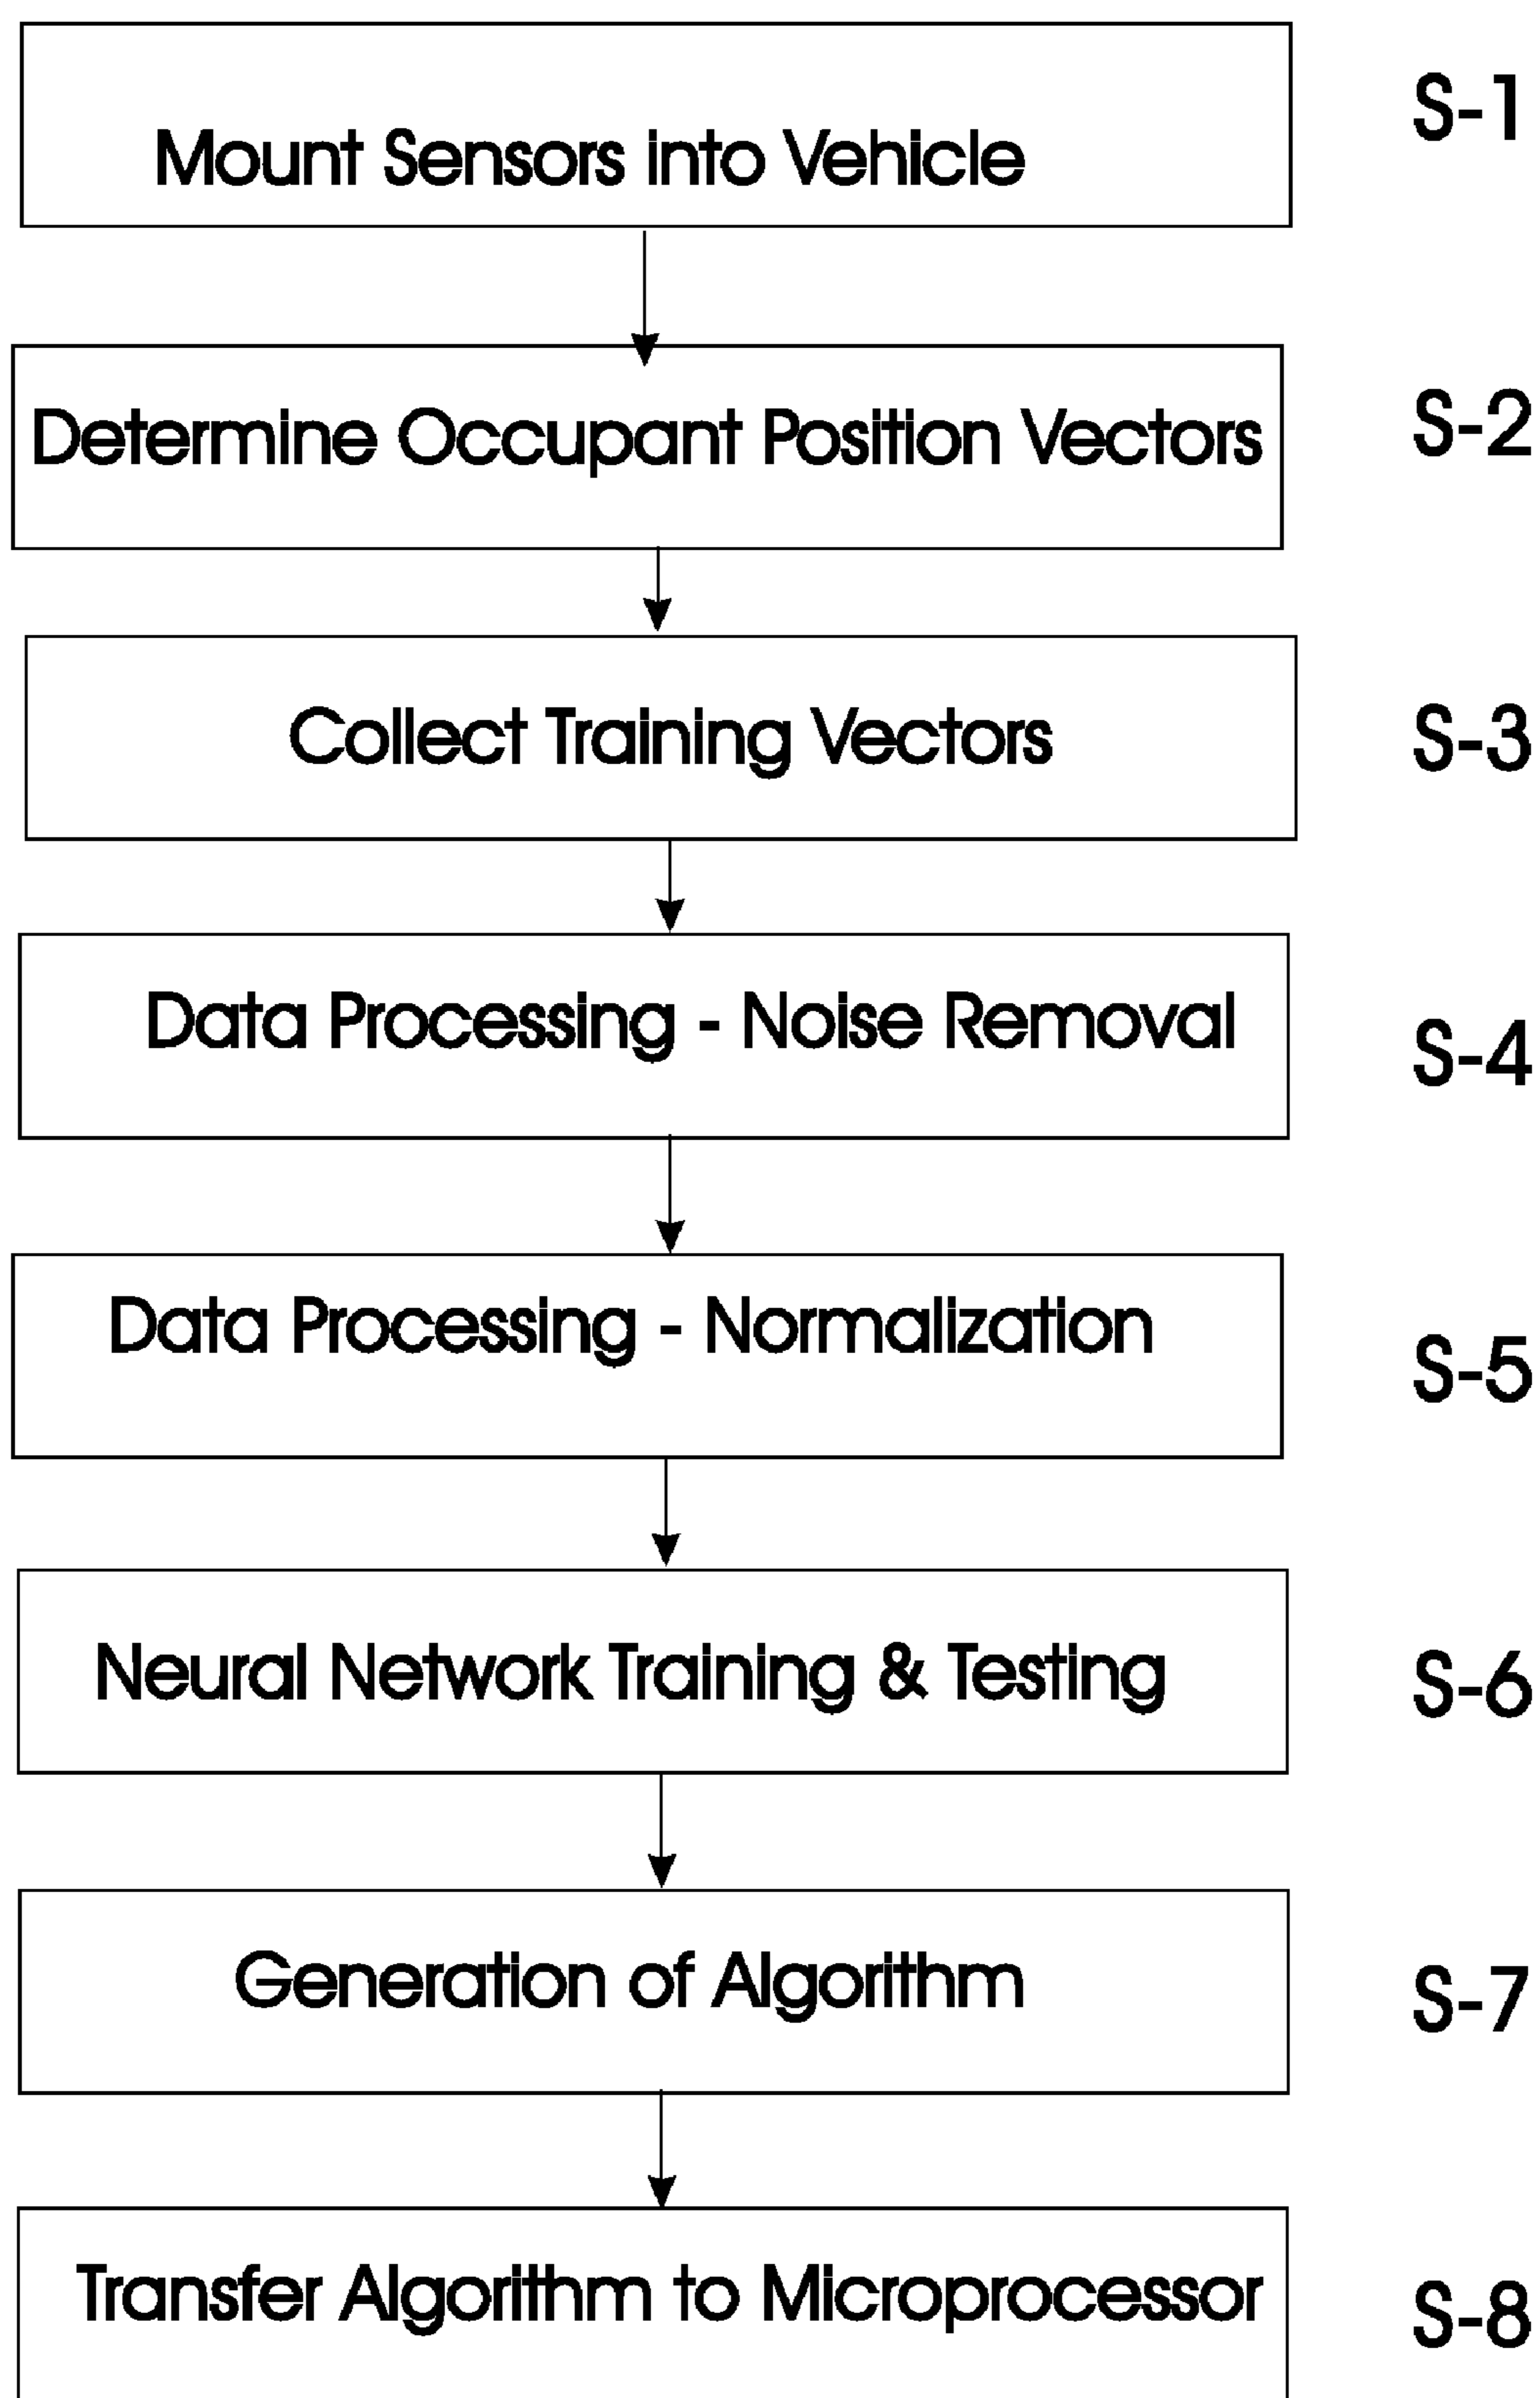 Mount Sensors into Vehicle
S-1
Determine Occupant Position Vectors
S-2
Collect Training Vectors
S-3
Data Processing - Noise Removal
S-4
Data Processing - Normalization
S-5
Neural Network Training & Testing
S-6
Generation of Algorithm
S-7
Transfer Algorithm to Microprocessor
S-8